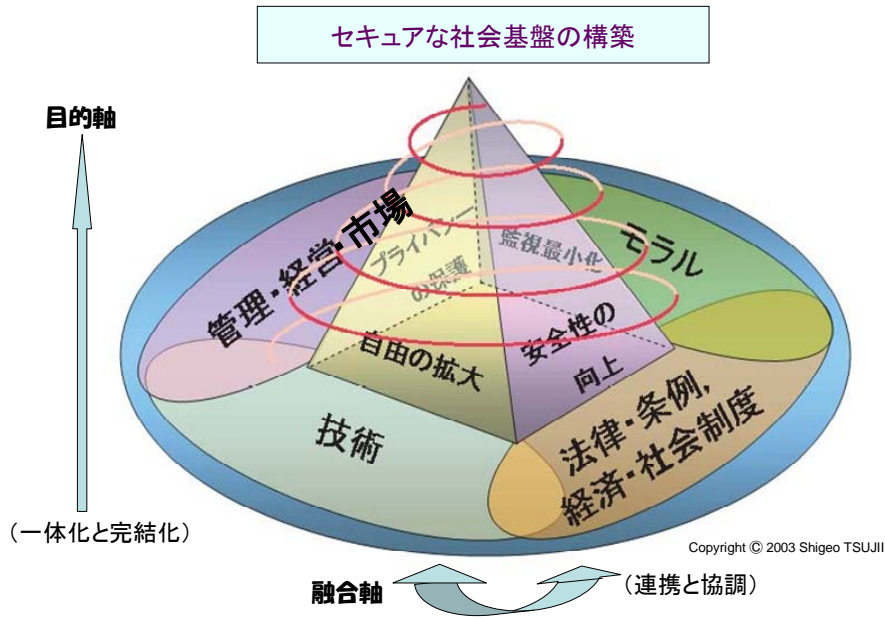 セキュアな社会基盤の構築
目的軸
管理・経営・市場
プライバシー
の保護
監視最小化
モラル
自由の拡大
安全性の
向上
技術
法律・条例,
経済・社会制度
（一体化と完結化）
Copyright © 2003 Shigeo TSUJII
融合軸
（連携と協調）